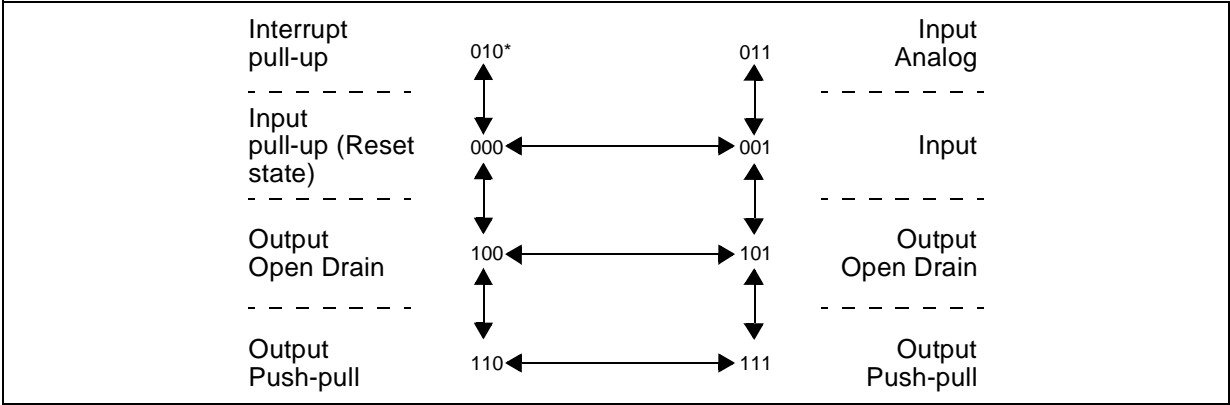 Interrupt
pull-up
010*
011
Input
Analog
Input
pull-up (Reset
state)
000
001
Input
Output
Open Drain
100
101
Output
Open Drain
Output
Push-pull
110
111
Output
Push-pull